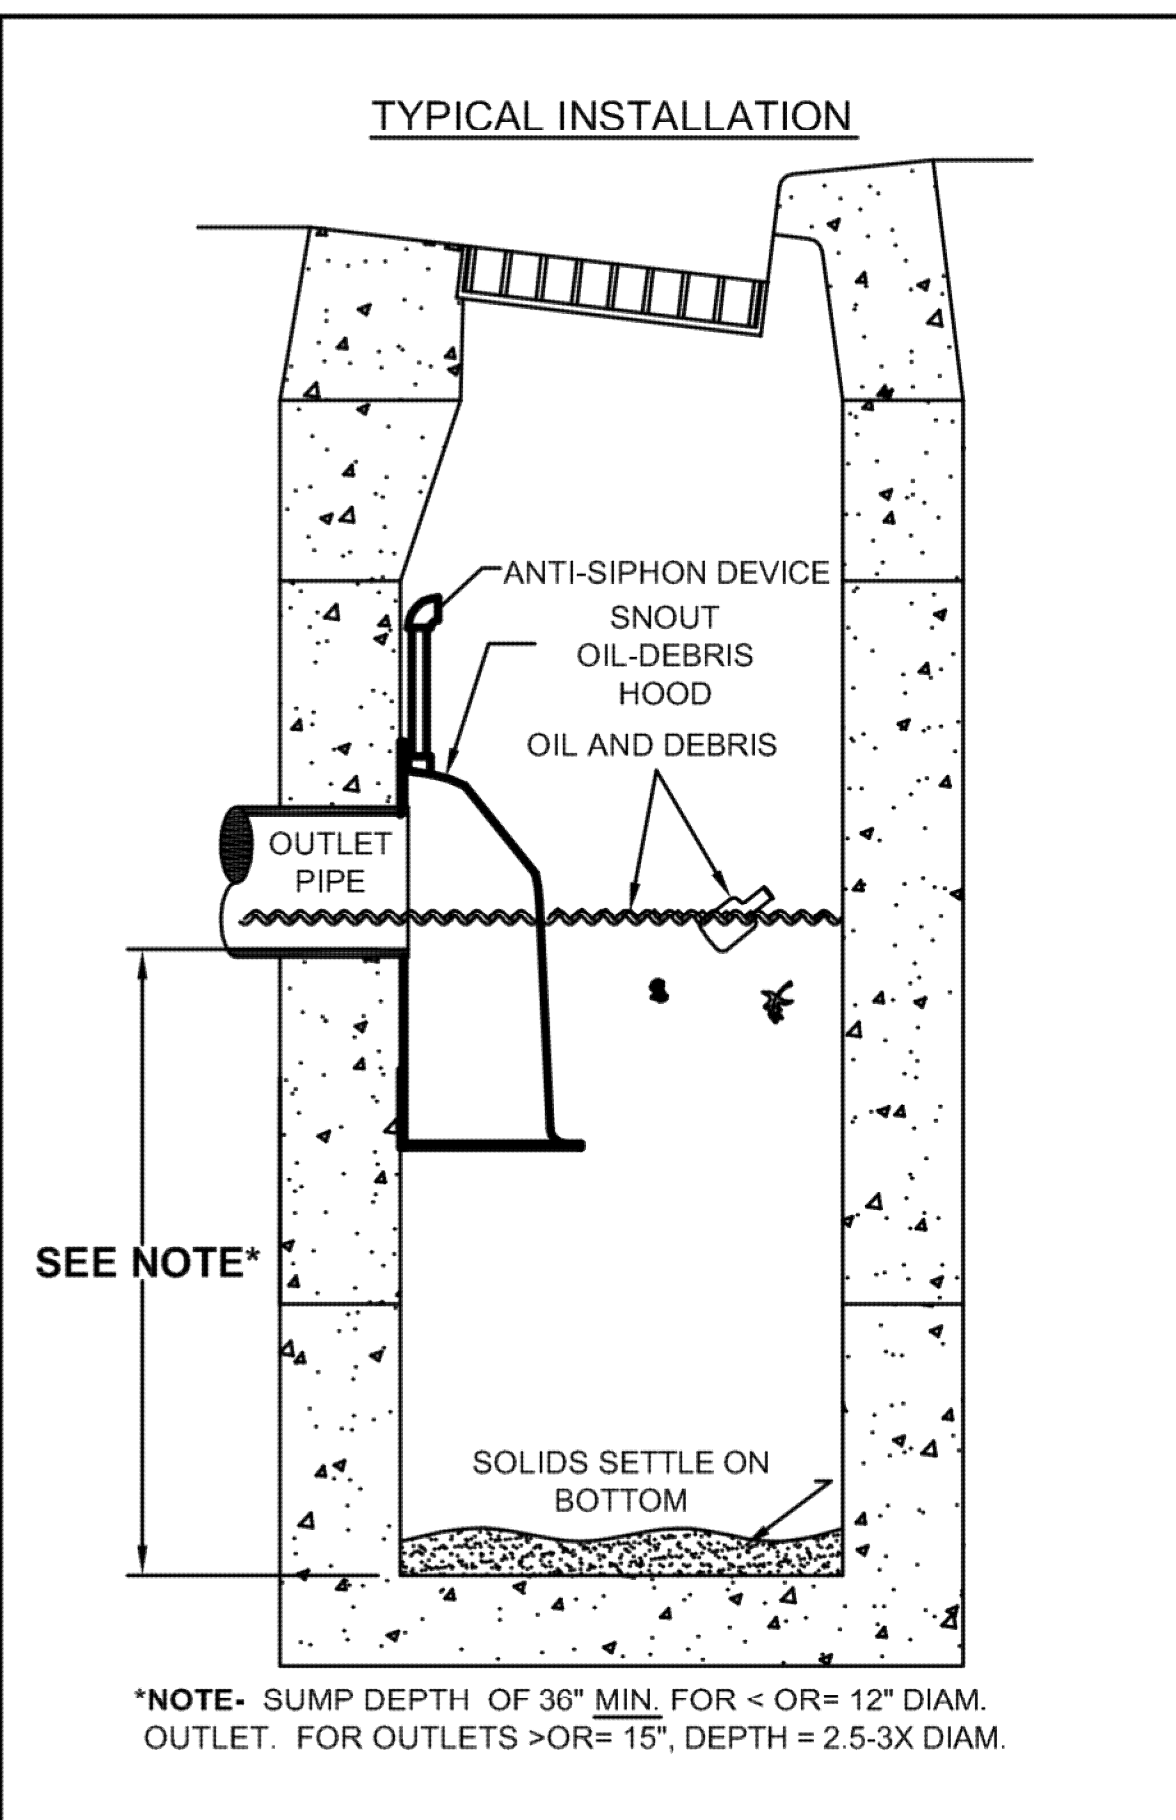 TYPICAL INSTALLATION
ANTI-SIPHON DEVICE
SNOUT
OIL-DEBRIS
HOOD
OIL AND DEBRIS
OUTLET
PIPE
SEE NOTE*
SOLIDS SETTLE ON
BOTTOM
*NOTE- SUMP DEPTH OF 36" MIN. FOR < OR= 12" DIAM.
OUTLET. FOR OUTLETS >OR= 15", DEPTH = 2.5-3X DIAM.